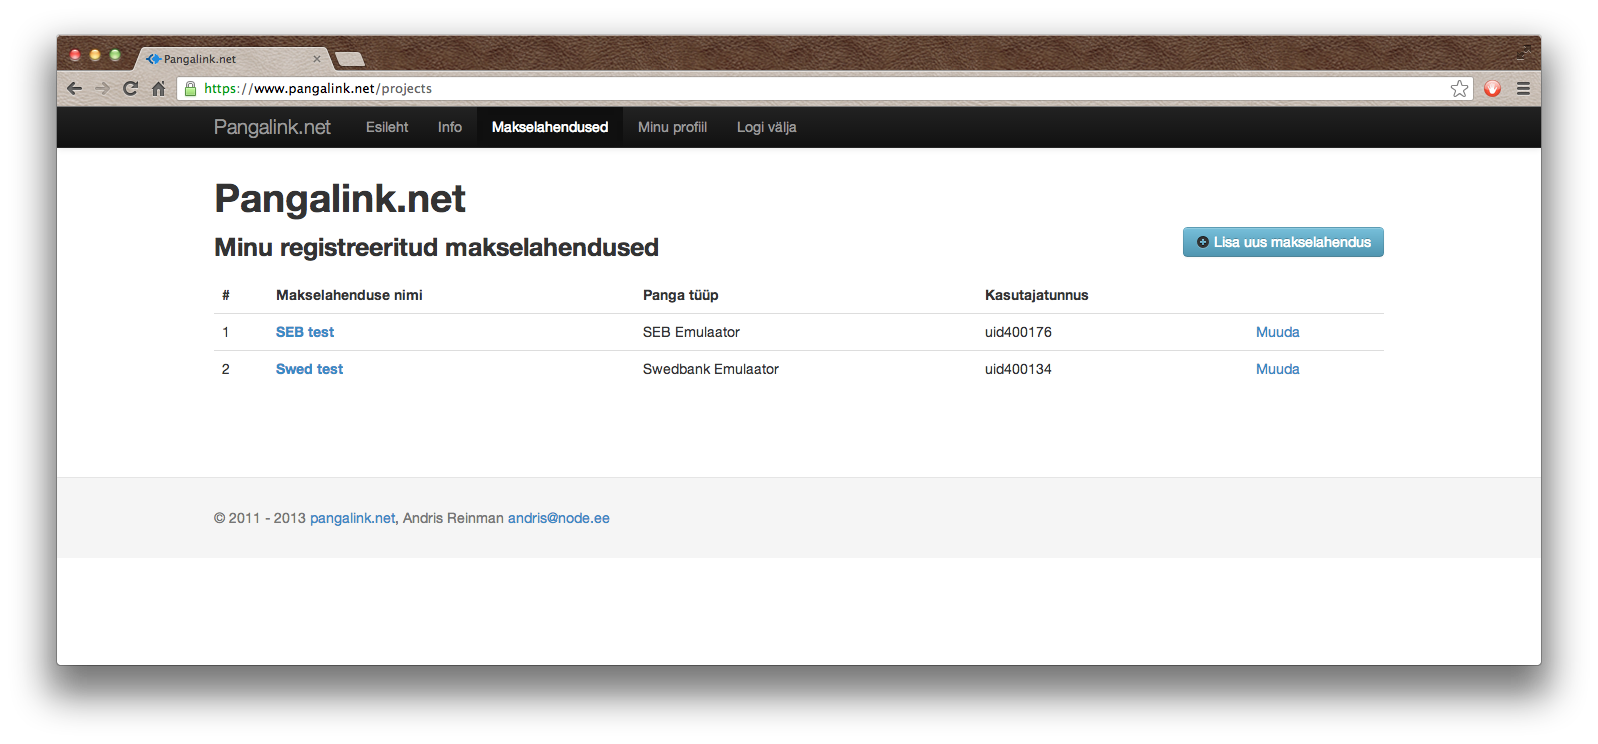 Pangalink.net
https://www.pangalink.net/projects
Pangalink.net Esileht Info Makselahendused Minu profiil Logi välja
Pangalink.net
Minu registreeritud makselahendused
Lisa uus makselahendus
# Makselahenduse nimi Panga tüüp Kasutajatunnus
1 SEB test SEB Emulaator uid400176 Muuda
2 Swed test Swedbank Emulaator uid400134 Muuda
© 2011 - 2013 pangalink.net, Andris Reinman andris@node.ee